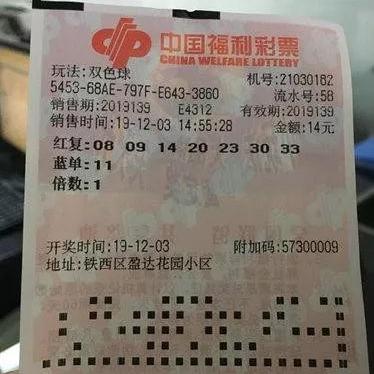 中国福利彩票
CHINA WELFARE LOTTERY
玩法:双色球 机号:21030162
5453-68AE-797F-E643-3860 流水号:58
销售期:2019139 E4312 有效期:2019139
销售时间:19-12-03 14:55:28 金额:14元
红复:08 09 14 20 23 30 33
蓝单:11
倍数:1
开奖时间:19-12-03 附加码:57300009
地址:铁西区盈达花园小区